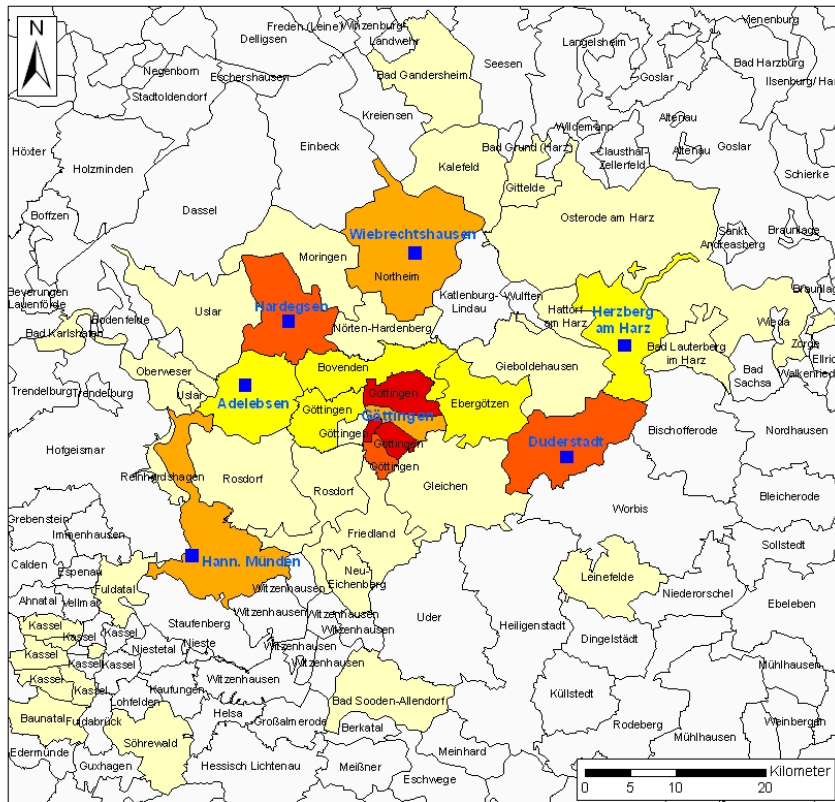 N
Freden (Leine)
Winzenburg-
Landwehr
Delligsen
Vienenburg
Langelsheim
Bad Harzburg
Seesen
Goslar
Negenborn
Eschershausen
Bad Gandersheim
Stadtoldendorf
Kreiensen
Altenau
Höxter
Einbeck
Bad Grund (Harz)
Wildemann
Clausthal-
Zellerfeld
Altenau
Goslar
Holzminden
Kalefeld
Schierke
Gittelde
Boffzen
Dassel
Osterode am Harz
Sankt
Andreasberg
Braunlage
Wiebrechtshausen
Moringen
Northeim
Beverungen
Lauenförde
Uslar
Hardegsen
Katlenburg-
Lindau
Wulften
Hattorf
am Harz
Herzberg
am Harz
Bodenfelde
Bad Karlshafen
Nörten-Hardenberg
Wieda
Bad Lauterberg
im Harz
Zorge
Ellric
Walkenried
Oberweser
Bovenden
Gieboldehausen
Bad
Sachsa
Trendelburg
Trendelburg
Uslar
Adelebsen
Göttingen
Göttingen
Ebergötzen
Göttingen
Göttingen
Göttingen
Göttingen
Duderstadt
Bischofferode
Nordhausen
Hofgeismar
Reinhardshagen
Rosdorf
Rosdorf
Gleichen
Bleicherode
Worbis
Grebenstein
Immenhausen
Friedland
Sollstedt
Calden
Espenau
Hann. Münden
Neu-
Eichenberg
Leinefelde
Niederorschel
Ebeleben
Fuldatal
Ahnatal
Vellmar
Witzenhausen
Witzenhausen
Witzenhausen
Witzenhausen
Uder
Heiligenstadt
Staufenberg
Dingelstädt
Kassel
Kassel
Kassel
Nieste
Niestetal
Witzenhausen
Witzenhausen
Kassel
Kassel
Kassel
Kassel
Kaufungen
Witzenhausen
Mühlhausen
Küllstedt
Bad Sooden-Allendorf
Baunatal
Fuldabrück
Lohfelden
Helsa
Großalmerode
Berkatal
Rodeberg
Mühlhausen
Söhrewald
Edermünde
Guxhagen
Hessisch Lichtenau
Meißner
Meinhard
Eschwege
Kilometer
0 5 10 20